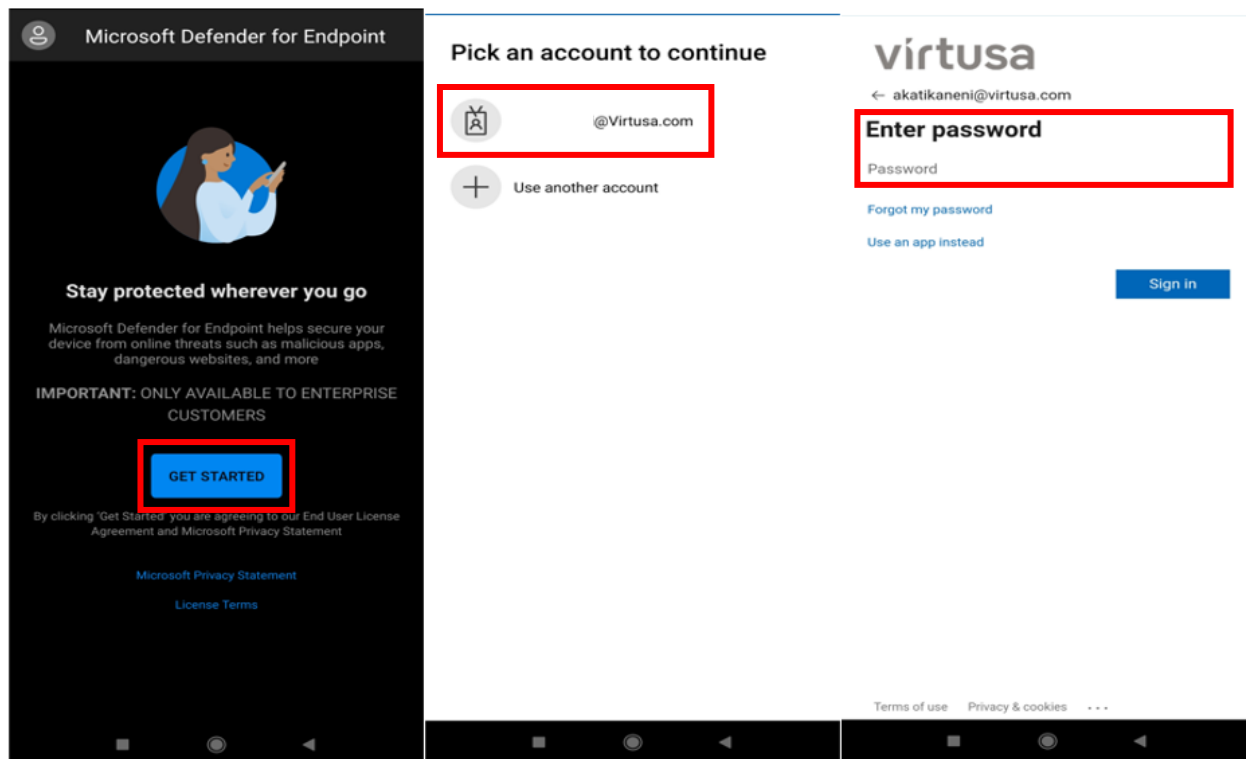 Microsoft Defender for Endpoint
Stay protected wherever you go
Microsoft Defender for Endpoint helps secure your
device from online threats such as malicious apps,
dangerous websites, and more
IMPORTANT: ONLY AVAILABLE TO ENTERPRISE
CUSTOMERS
GET STARTED
By clicking 'Get Started' you are agreeing to our End User License
Agreement and Microsoft Privacy Statement
Microsoft Privacy Statement
License Terms
Pick an account to continue
@Virtusa.com
Use another account
virtusa
← akatikaneni@virtusa.com
Enter password
Password
Forgot my password
Use an app instead
Sign in
Terms of use Privacy & cookies ...